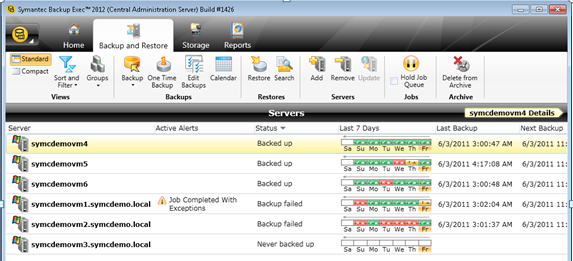 Symantec Backup Exec™ 2012 (Central Administration Server) Build #1426
Home Backup and Restore Storage Reports
Standard
Compact
Sort and Filter
Groups
Backup
One Time Backup
Edit Backups
Calendar
Restore
Search
Add
Remove
Update
Hold Job Queue
Delete from Archive
Views Backups Restores Servers Jobs Archive
Servers
symcdemovm4 Details
Server Active Alerts Status Last 7 Days Last Backup Next Backup
symcdemovm4 Backed up Sa Su Mo Tu We Th Fr 6/3/2011 3:00:47 AM 6/3/2011 11:
symcdemovm5 Backed up Sa Su Mo Tu We Th Fr 6/3/2011 4:17:08 AM 6/3/2011 11:
symcdemovm6 Backed up Sa Su Mo Tu We Th Fr 6/3/2011 3:00:48 AM 6/3/2011 11:
symcdemovm1.symcdemo.local Job Completed With Exceptions Backup failed Sa Su Mo Tu We Th Fr 6/3/2011 3:02:04 AM 6/3/2011 11:
symcdemovm2.symcdemo.local Backup failed Sa Su Mo Tu We Th Fr 6/3/2011 3:01:37 AM 6/3/2011 11:
symcdemovm3.symcdemo.local Never backed up Sa Su Mo Tu We Th Fr